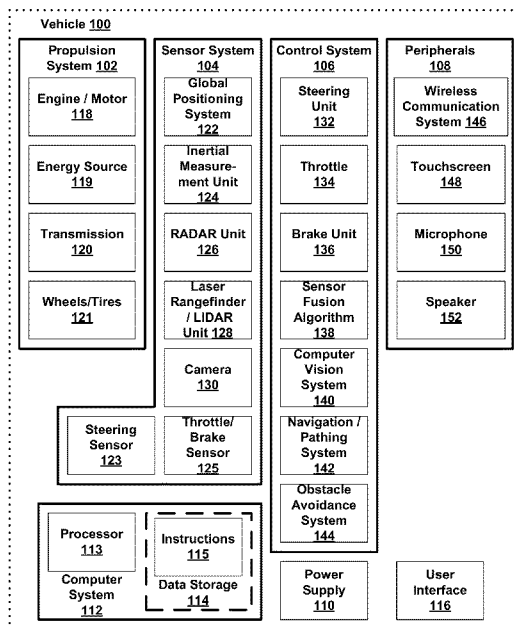 Vehicle 100
Propulsion
System 102
Engine / Motor
118
Energy Source
119
Transmission
120
Wheels/Tires
121
Sensor System
104
Global
Positioning
System
122
Inertial
Measure-
ment Unit
124
RADAR Unit
126
Laser
Rangefinder
/ LIDAR
Unit 128
Camera
130
Steering
Sensor
123
Throttle/
Brake
Sensor
125
Control System
106
Steering
Unit
132
Throttle
134
Brake Unit
136
Sensor
Fusion
Algorithm
138
Computer
Vision
System
140
Navigation /
Pathing
System
142
Obstacle
Avoidance
System
144
Peripherals
108
Wireless
Communication
System 146
Touchscreen
148
Microphone
150
Speaker
152
Processor
113
Computer
System
112
Instructions
115
Data Storage
114
Power
Supply
110
User
Interface
116